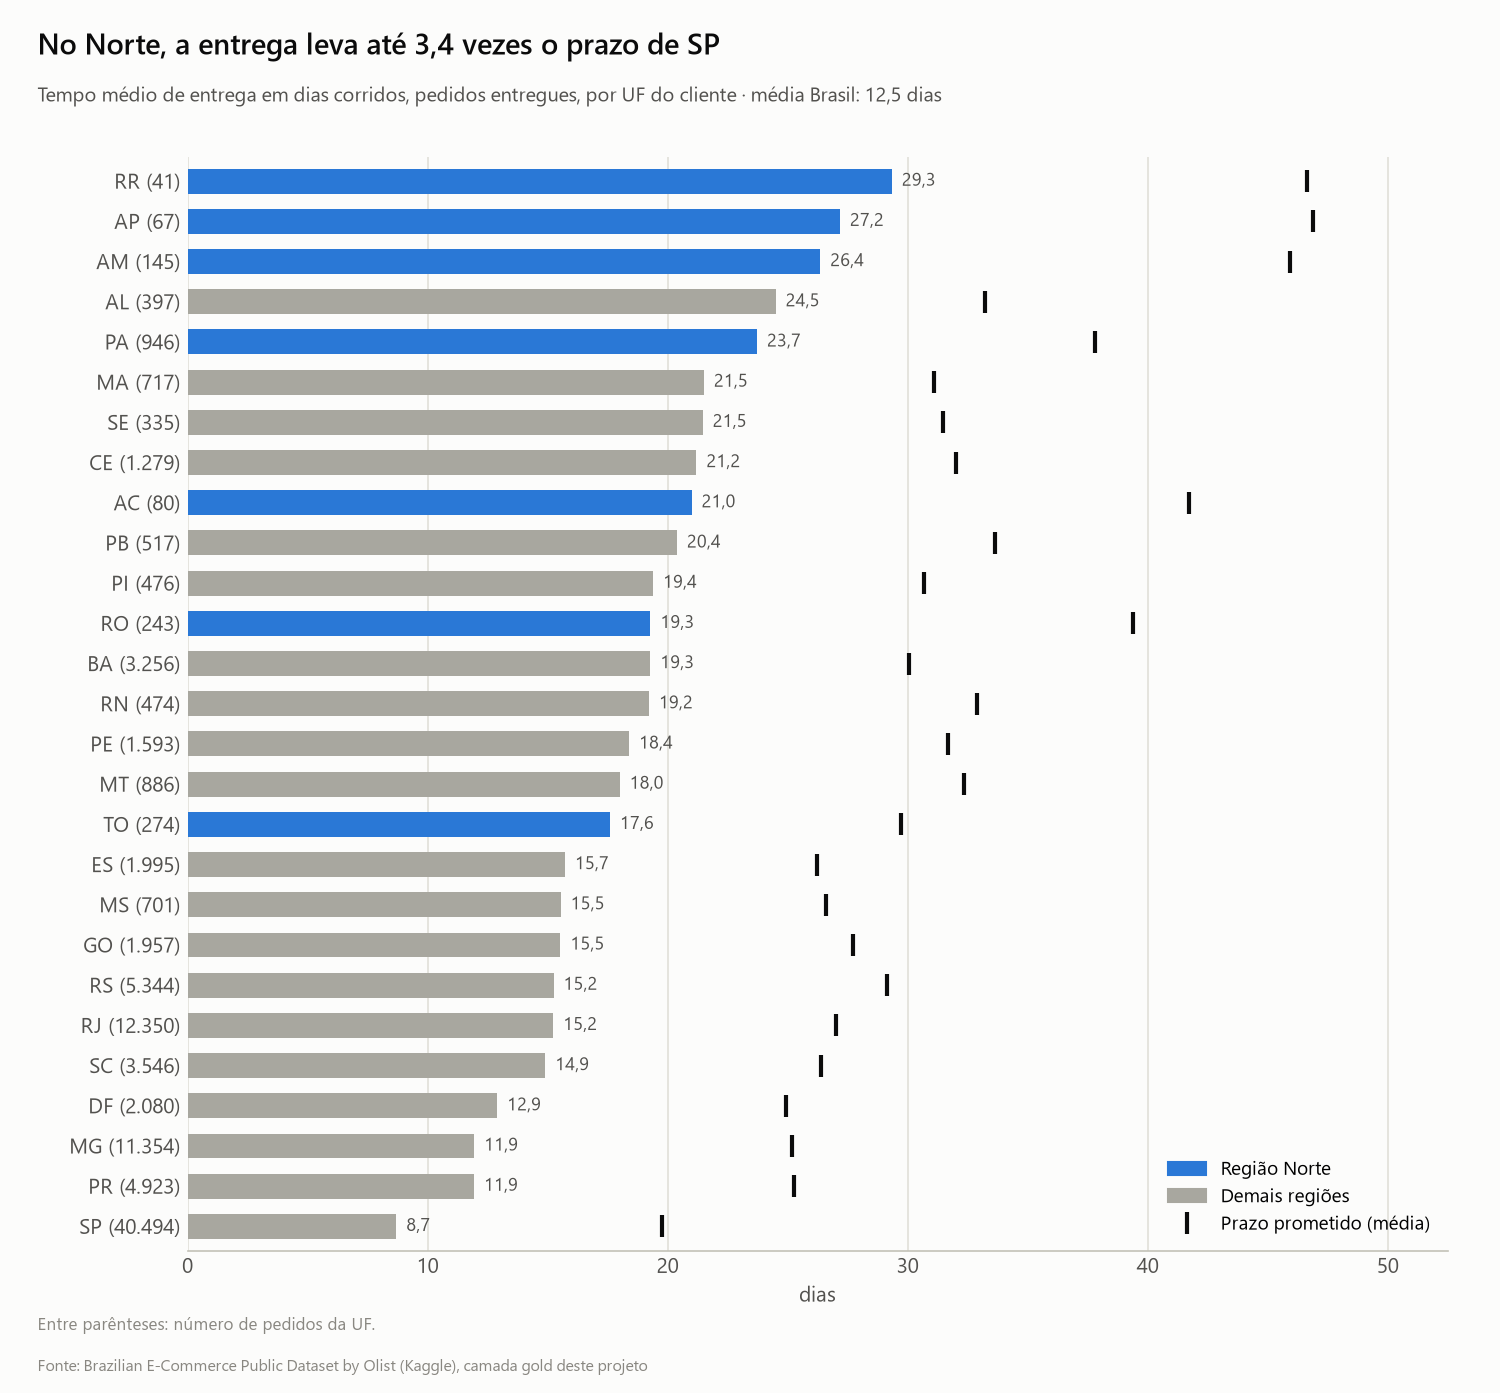 No Norte, a entrega leva até 3,4 vezes o prazo de SP
Tempo médio de entrega em dias corridos, pedidos entregues, por UF do cliente · média Brasil: 12,5 dias
RR (41) 29,3
AP (67) 27,2
AM (145) 26,4
AL (397) 24,5
PA (946) 23,7
MA (717) 21,5
SE (335) 21,5
CE (1.279) 21,2
AC (80) 21,0
PB (517) 20,4
PI (476) 19,4
RO (243) 19,3
BA (3.256) 19,3
RN (474) 19,2
PE (1.593) 18,4
MT (886) 18,0
TO (274) 17,6
ES (1.995) 15,7
MS (701) 15,5
GO (1.957) 15,5
RS (5.344) 15,2
RJ (12.350) 15,2
SC (3.546) 14,9
DF (2.080) 12,9
MG (11.354) 11,9
PR (4.923) 11,9
SP (40.494) 8,7
Região Norte
Demais regiões
Prazo prometido (média)
0 10 20 30 40 50
dias
Entre parênteses: número de pedidos da UF.
Fonte: Brazilian E-Commerce Public Dataset by Olist (Kaggle), camada gold deste projeto